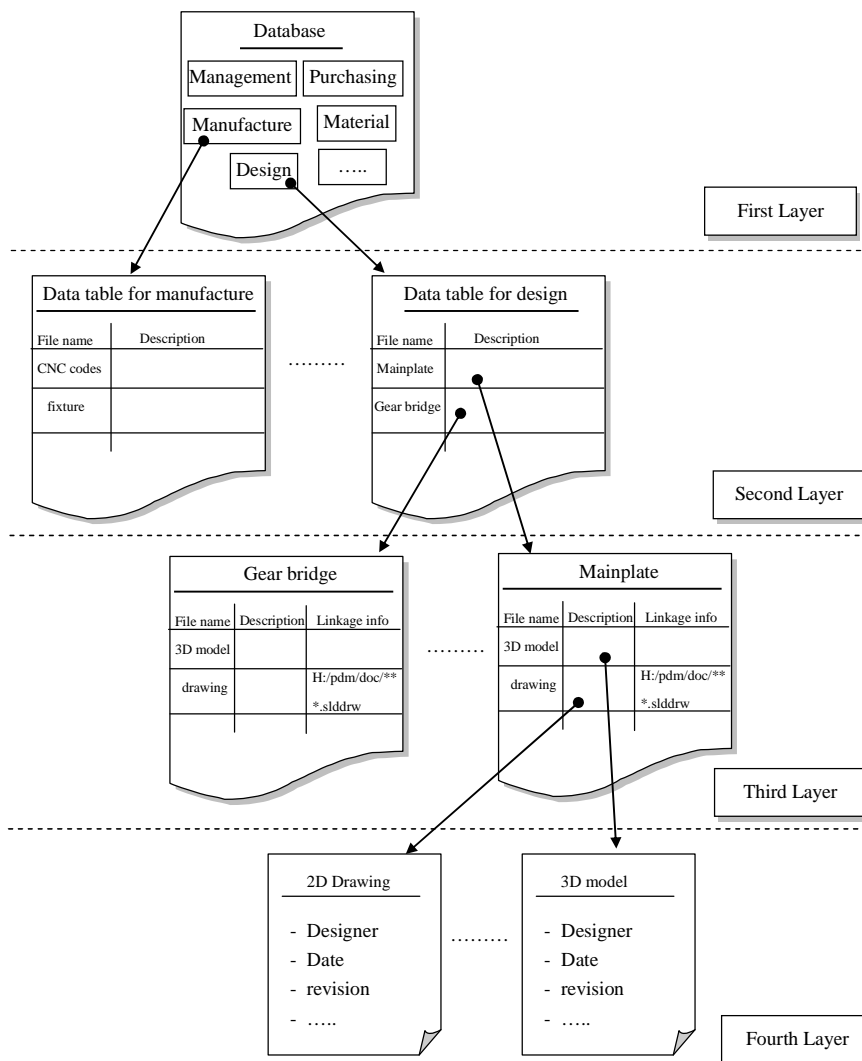 Database
Management
Purchasing
Manufacture
Material
Design
.....
First Layer
Data table for manufacture
File name
Description
CNC codes
fixture
.........
Data table for design
File name
Description
Mainplate
Gear bridge
Second Layer
Gear bridge
File name
Description
Linkage info
3D model
drawing
H:/pdm/doc/**
*.slddrw
.........
Mainplate
File name
Description
Linkage info
3D model
drawing
H:/pdm/doc/**
*.slddrw
Third Layer
2D Drawing
- Designer
- Date
- revision
- .....
.........
3D model
- Designer
- Date
- revision
- .....
Fourth Layer